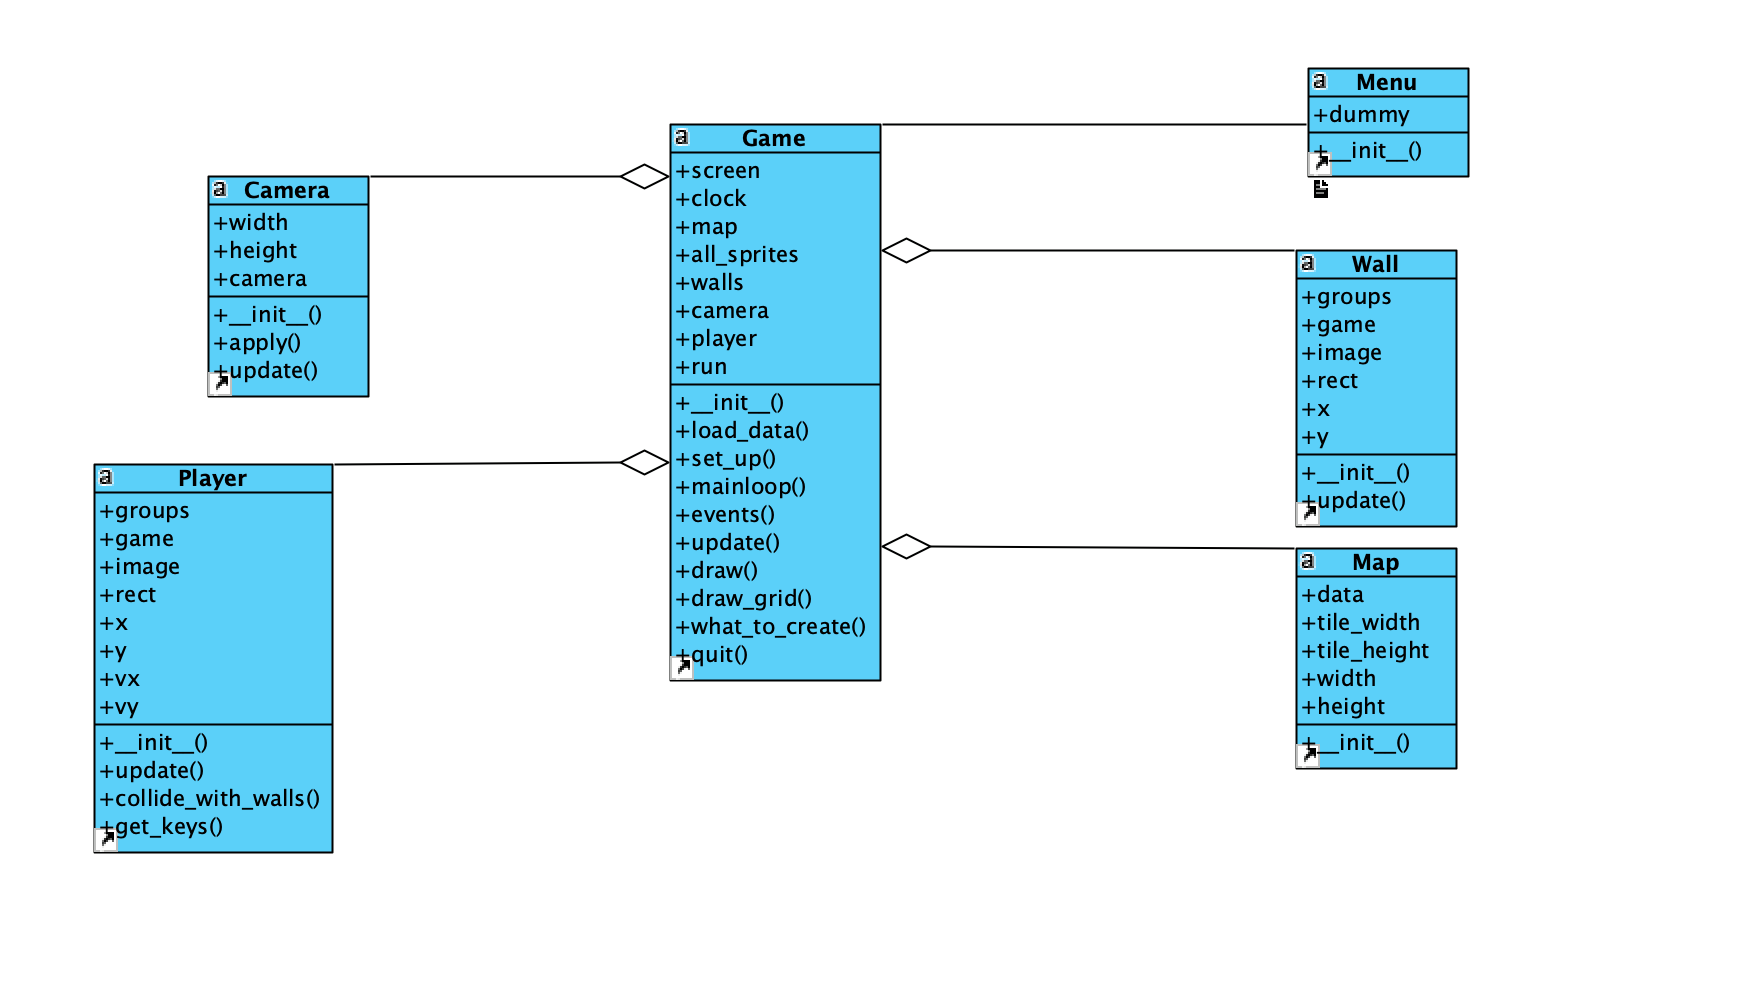 Menu
+dummy
+__init__()
Game
+screen
+clock
+map
+all_sprites
+walls
+camera
+player
+run
+__init__()
+load_data()
+set_up()
+mainloop()
+events()
+update()
+draw()
+draw_grid()
+what_to_create()
+quit()
Camera
+width
+height
+camera
+__init__()
+apply()
+update()
Wall
+groups
+game
+image
+rect
+x
+y
+__init__()
+update()
Player
+groups
+game
+image
+rect
+x
+y
+vx
+vy
+__init__()
+update()
+collide_with_walls()
+get_keys()
Map
+data
+tile_width
+tile_height
+width
+height
+__init__()